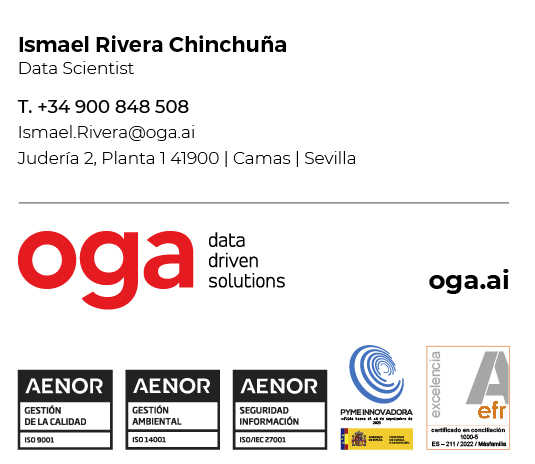 Ismael Rivera Chinchuña
Data Scientist
T. +34 900 848 508
Ismael.Rivera@oga.ai
Judería 2, Planta 1 41900 | Camas | Sevilla
oga
data
driven
solutions
oga.ai
AENOR
GESTIÓN
DE LA CALIDAD
ISO 9001
AENOR
GESTIÓN
AMBIENTAL
ISO 14001
AENOR
SEGURIDAD
INFORMACIÓN
ISO/IEC 27001
PYME INNOVADORA
2025
excelencia
A
efr
certificado en conciliación
1000-5
ES – 211 / 2022 / Mésfamilia